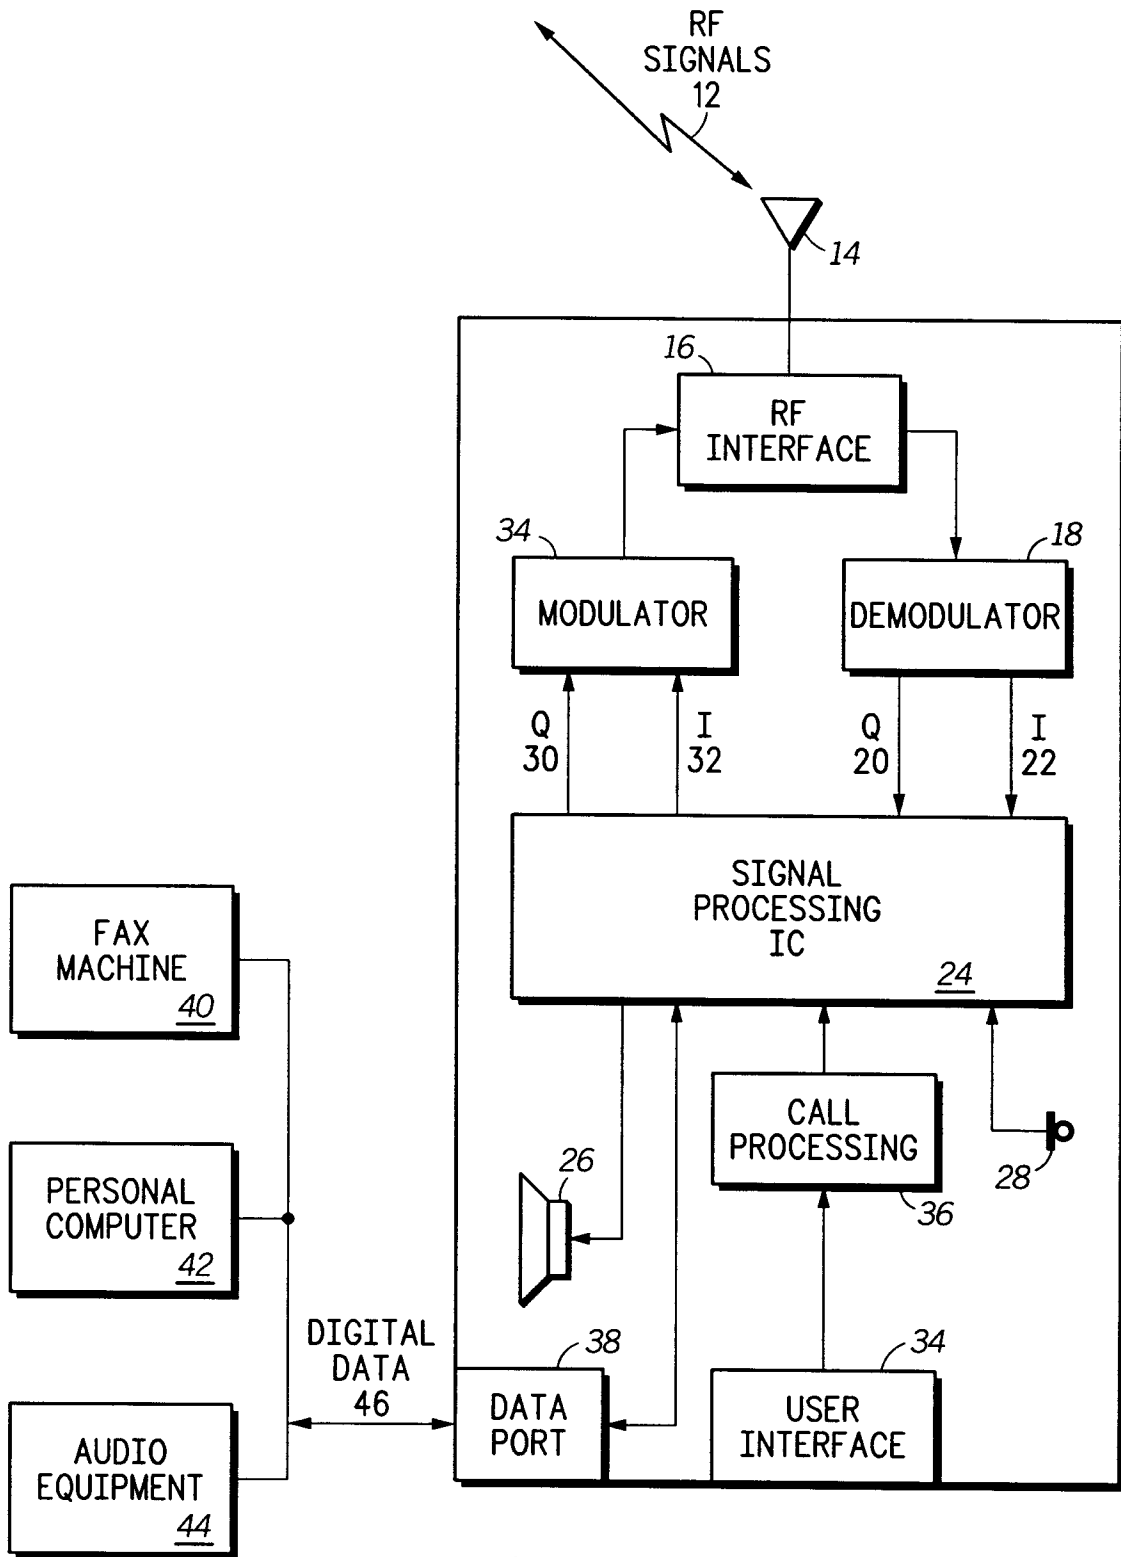 RF
SIGNALS
12
14
16
RF
INTERFACE
34
MODULATOR
18
DEMODULATOR
Q
30
I
32
Q
20
I
22
SIGNAL
PROCESSING
IC
24
FAX
MACHINE
40
CALL
PROCESSING
36
28
26
PERSONAL
COMPUTER
42
DIGITAL
DATA
46
38
DATA
PORT
34
USER
INTERFACE
AUDIO
EQUIPMENT
44